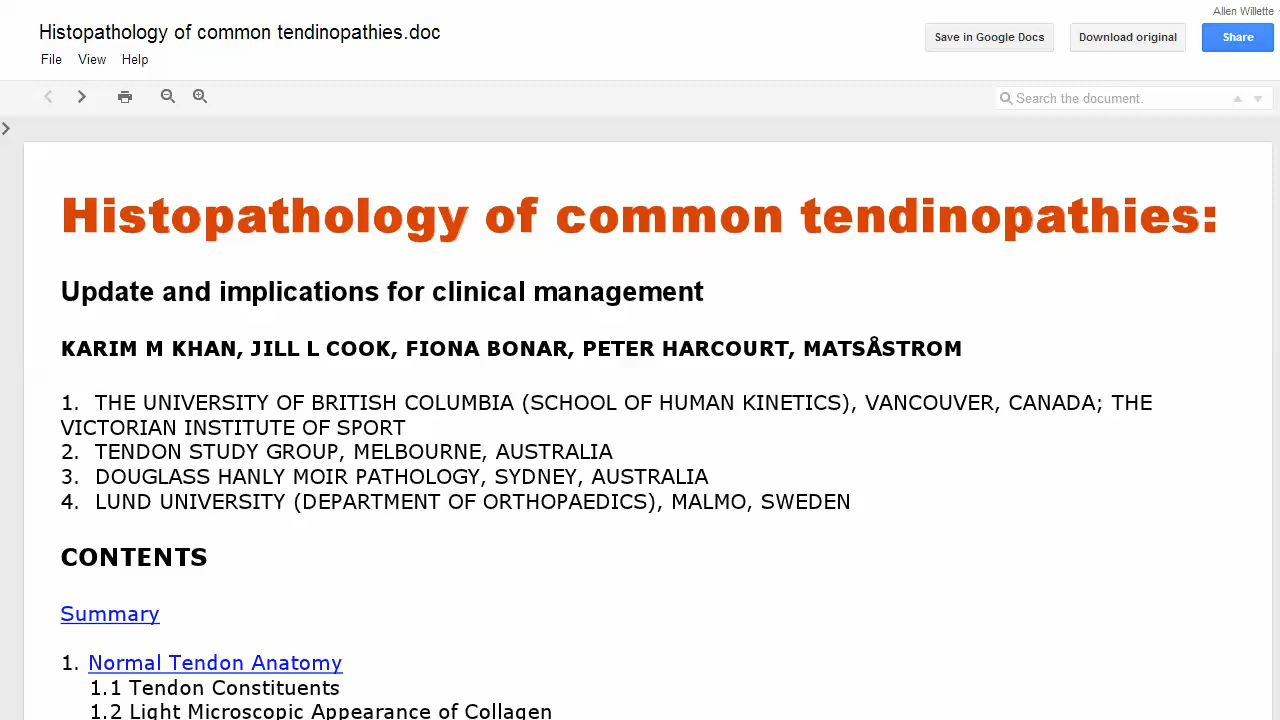 Allen Willette
Histopathology of common tendinopathies.doc
Save in Google Docs
Download original
Share
File View Help
Search the document.
Histopathology of common tendinopathies:
Update and implications for clinical management
KARIM M KHAN, JILL L COOK, FIONA BONAR, PETER HARCOURT, MATSÅSTROM
1. THE UNIVERSITY OF BRITISH COLUMBIA (SCHOOL OF HUMAN KINETICS), VANCOUVER, CANADA; THE
VICTORIAN INSTITUTE OF SPORT
2. TENDON STUDY GROUP, MELBOURNE, AUSTRALIA
3. DOUGLASS HANLY MOIR PATHOLOGY, SYDNEY, AUSTRALIA
4. LUND UNIVERSITY (DEPARTMENT OF ORTHOPAEDICS), MALMO, SWEDEN
CONTENTS
Summary
1. Normal Tendon Anatomy
1.1 Tendon Constituents
1.2 Light Microscopic Appearance of Collagen